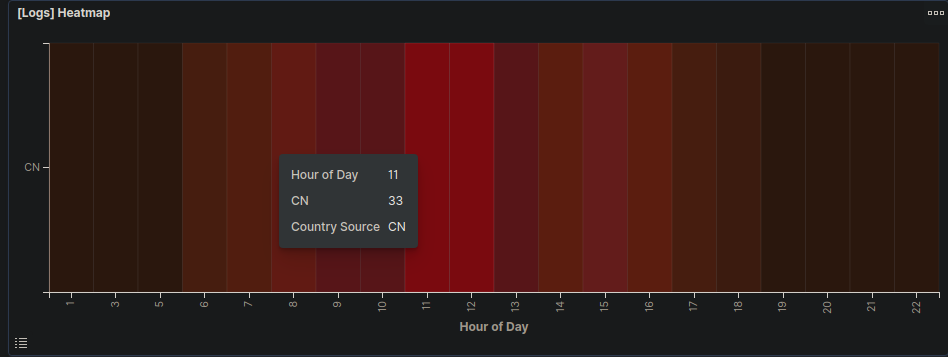 [Logs] Heatmap
CN
Hour of Day 11
CN 33
Country Source CN
1 3 5 6 7 8 9 10 11 12 13 14 15 16 17 18 19 20 21 22
Hour of Day